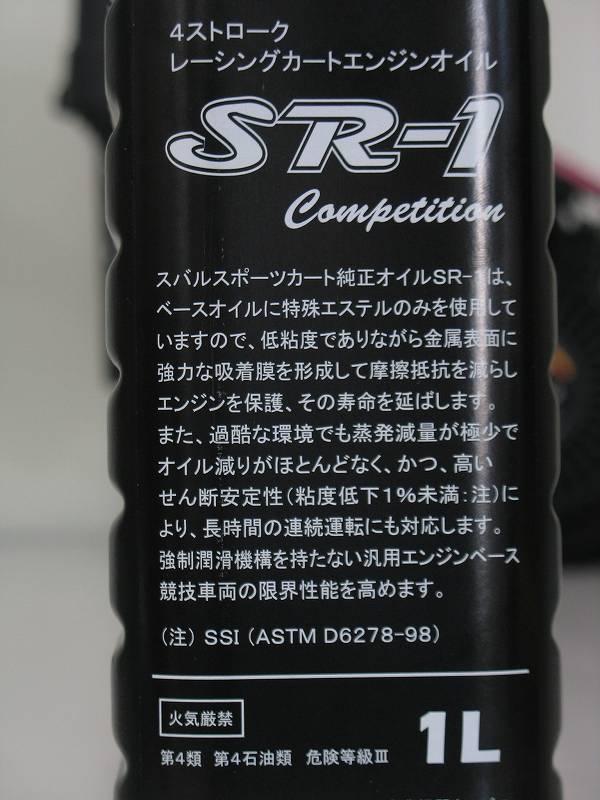 4ストローク
レーシングカートエンジンオイル
SR-1
Competition
スバルスポーツカート純正オイルSR-1は、
ベースオイルに特殊エステルのみを使用して
いますので、低粘度でありながら金属表面に
強力な吸着膜を形成して摩擦抵抗を減らし
エンジンを保護、その寿命を延ばします。
また、過酷な環境でも蒸発減量が極少で
オイル減りがほとんどなく、かつ、高い
せん断安定性(粘度低下1%未満:注)に
より、長時間の連続運転にも対応します。
強制潤滑機構を持たない汎用エンジンベース
競技車両の限界性能を高めます。
(注) SSI (ASTM D6278-98)
火気厳禁
1L
第4類 第4石油類 危険等級Ⅲ